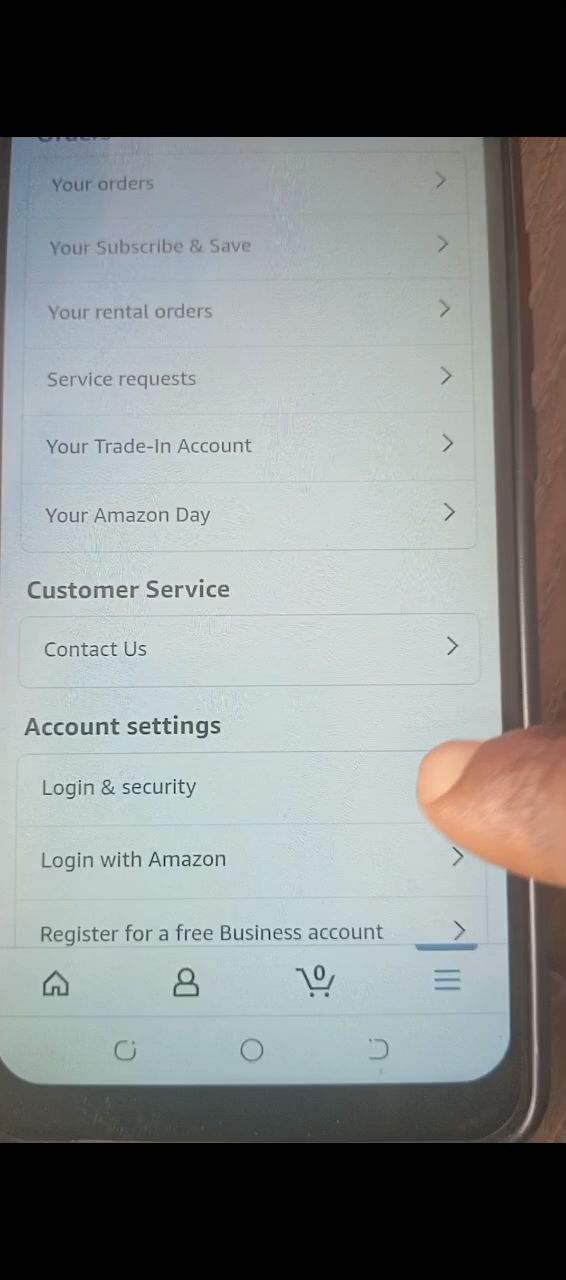 Orders
Your orders
Your Subscribe & Save
Your rental orders
Service requests
Your Trade-In Account
Your Amazon Day
Customer Service
Contact Us
Account settings
Login & security
Login with Amazon
Register for a free Business account
0